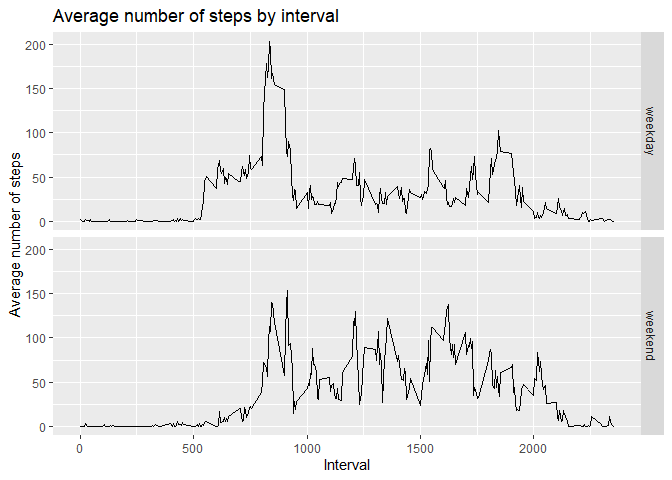 Average number of steps by interval
Average number of steps
200
150
100
50
0
weekday
200
150
100
50
0
weekend
0 500 1000 1500 2000
Interval